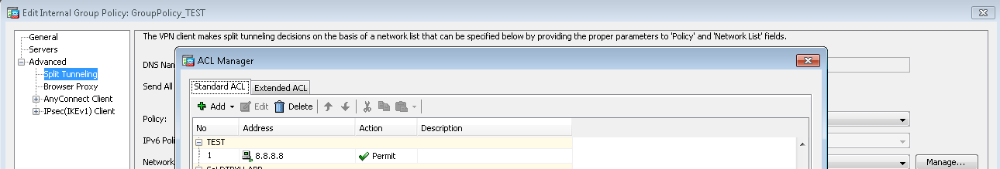 Edit Internal Group Policy: GroupPolicy_TEST
General
Servers
Advanced
Split Tunneling
Browser Proxy
AnyConnect Client
IPsec(IKEv1) Client
The VPN client makes split tunneling decisions on the basis of a network list that can be specified below by providing the proper parameters to 'Policy' and 'Network List' fields.
DNS Nam
Send All
Policy:
IPv6 Poli
Network
Manage...
ACL Manager
Standard ACL Extended ACL
Add Edit Delete
No Address Action Description
TEST
1 8.8.8.8 Permit